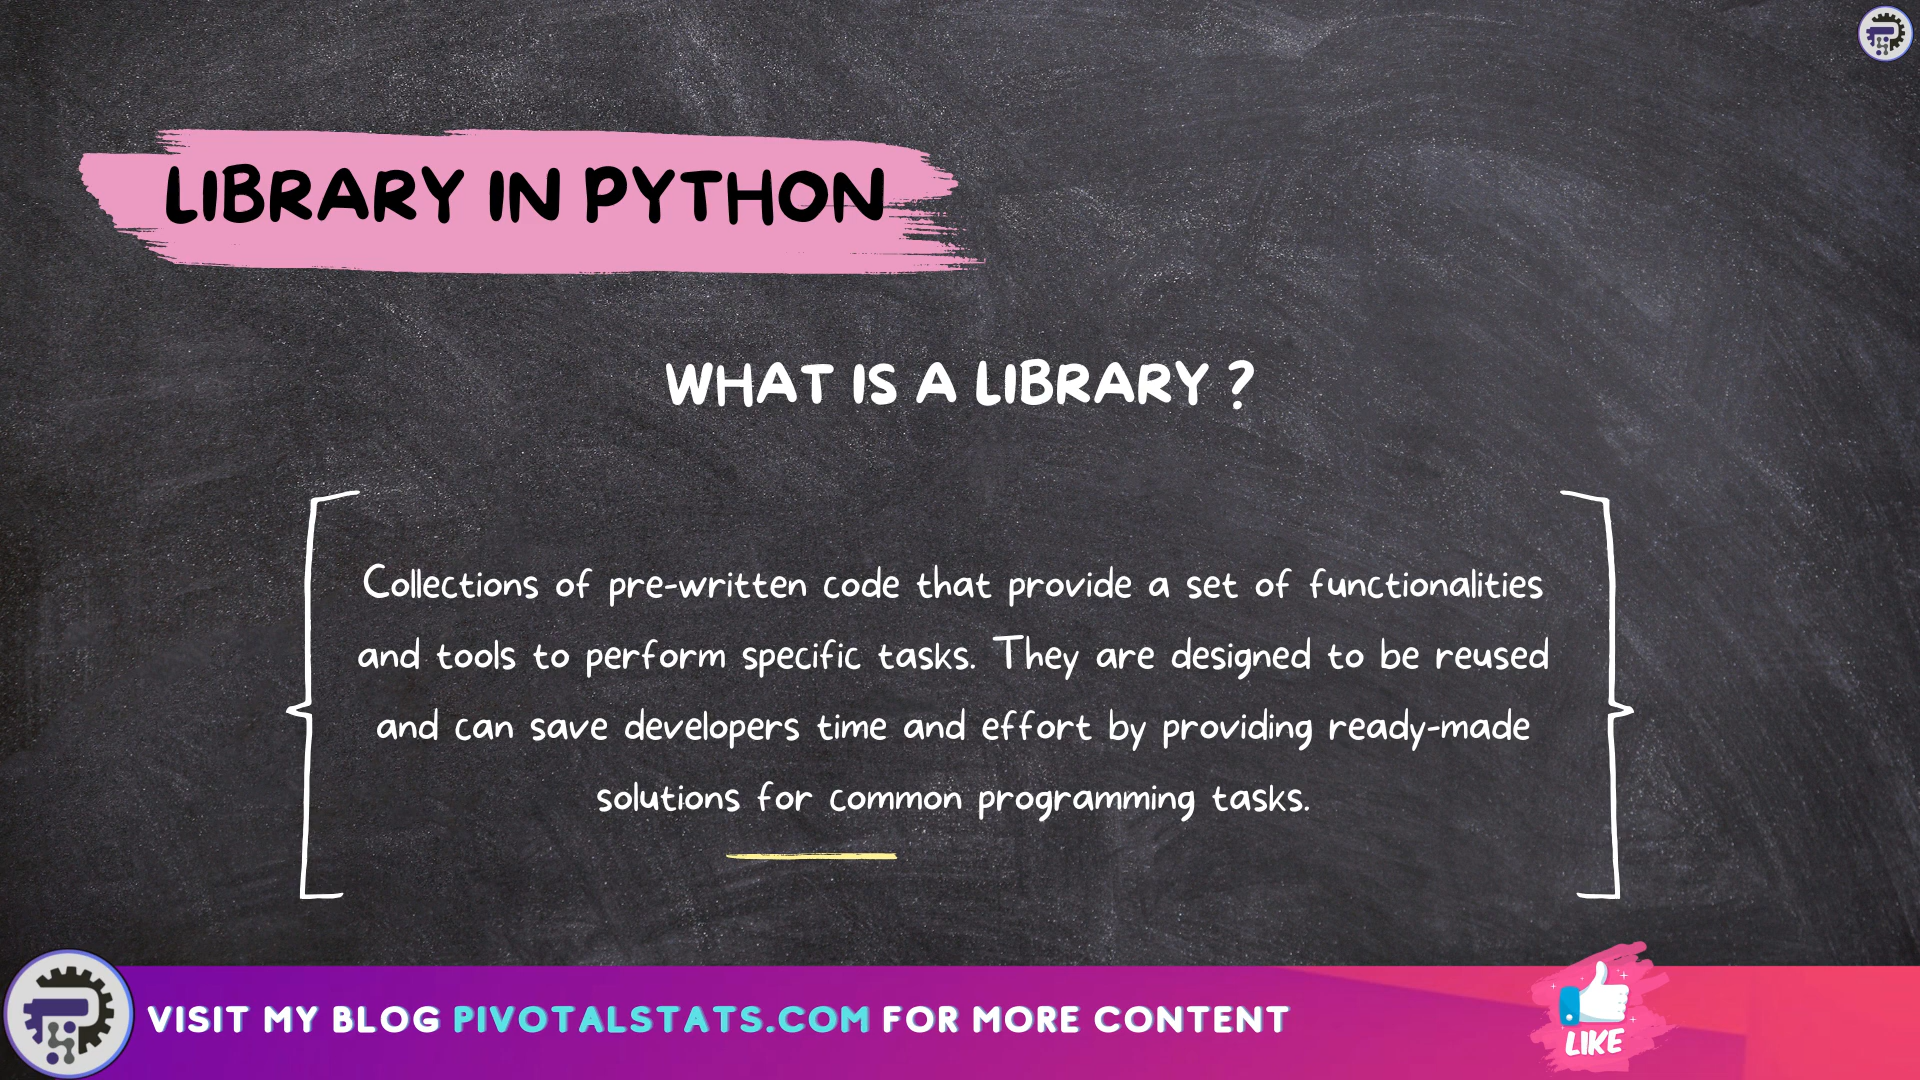 LIBRARY IN PYTHON
WHAT IS A LIBRARY ?
Collections of pre-written code that provide a set of functionalities
and tools to perform specific tasks. They are designed to be reused
and can save developers time and effort by providing ready-made
solutions for common programming tasks.
VISIT MY BLOG PIVOTALSTATS.COM FOR MORE CONTENT
LIKE